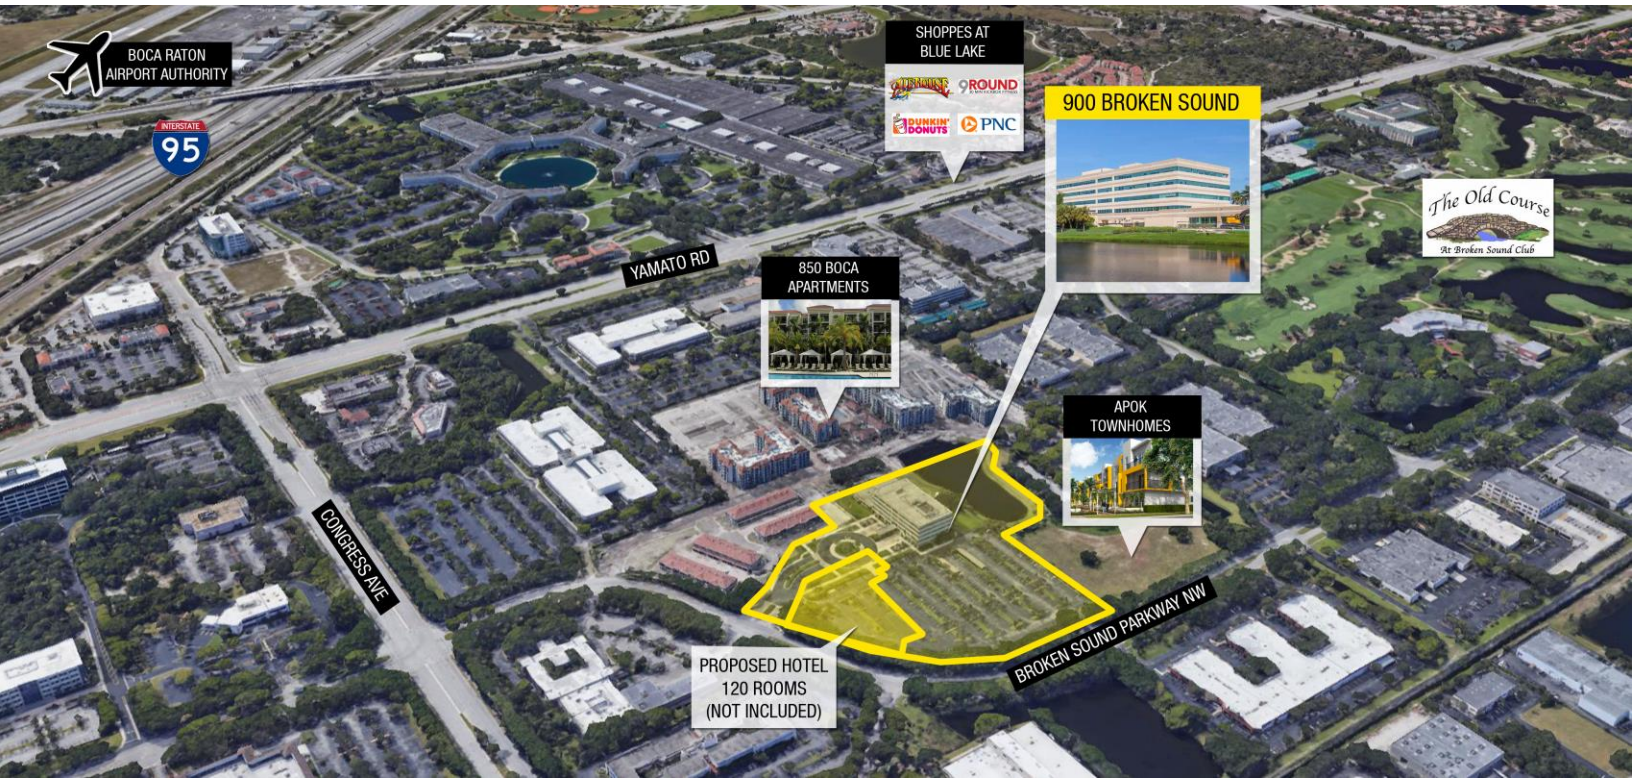 BOCA RATON
AIRPORT AUTHORITY
INTERSTATE
95
SHOPPES AT
BLUE LAKE
ALEHOUSE
9ROUND
DUNKIN'
DONUTS
PNC
900 BROKEN SOUND
The Old Course
At Broken Sound Club
YAMATO RD
850 BOCA
APARTMENTS
APOK
TOWNHOMES
CONGRESS AVE
BROKEN SOUND PARKWAY NW
PROPOSED HOTEL
120 ROOMS
(NOT INCLUDED)